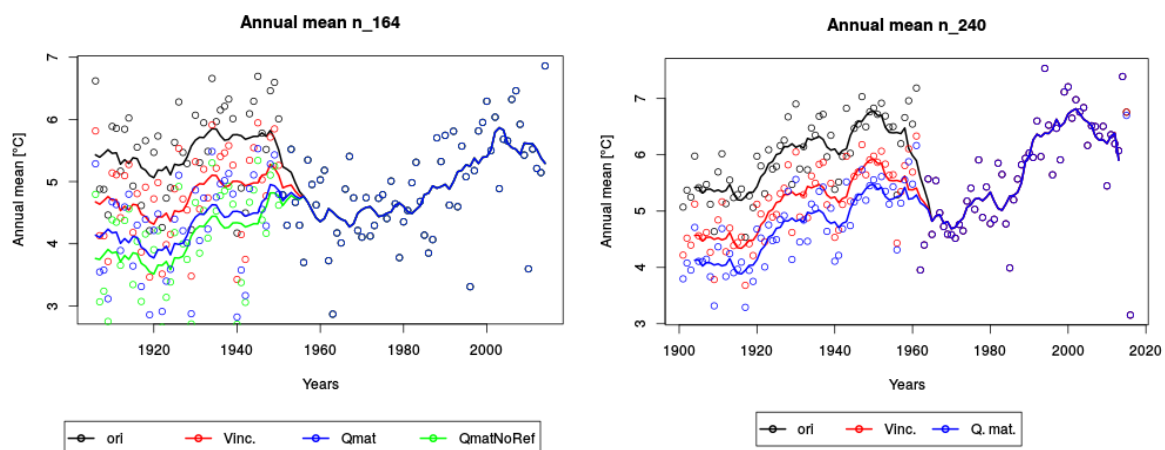 Annual mean n_164
Annual mean [°C]
7
6
5
4
3
1920 1940 1960 1980 2000
Years
ori Vinc. Qmat QmatNoRef
Annual mean n_240
Annual mean [°C]
7
6
5
4
3
1900 1920 1940 1960 1980 2000 2020
Years
ori Vinc. Q. mat.